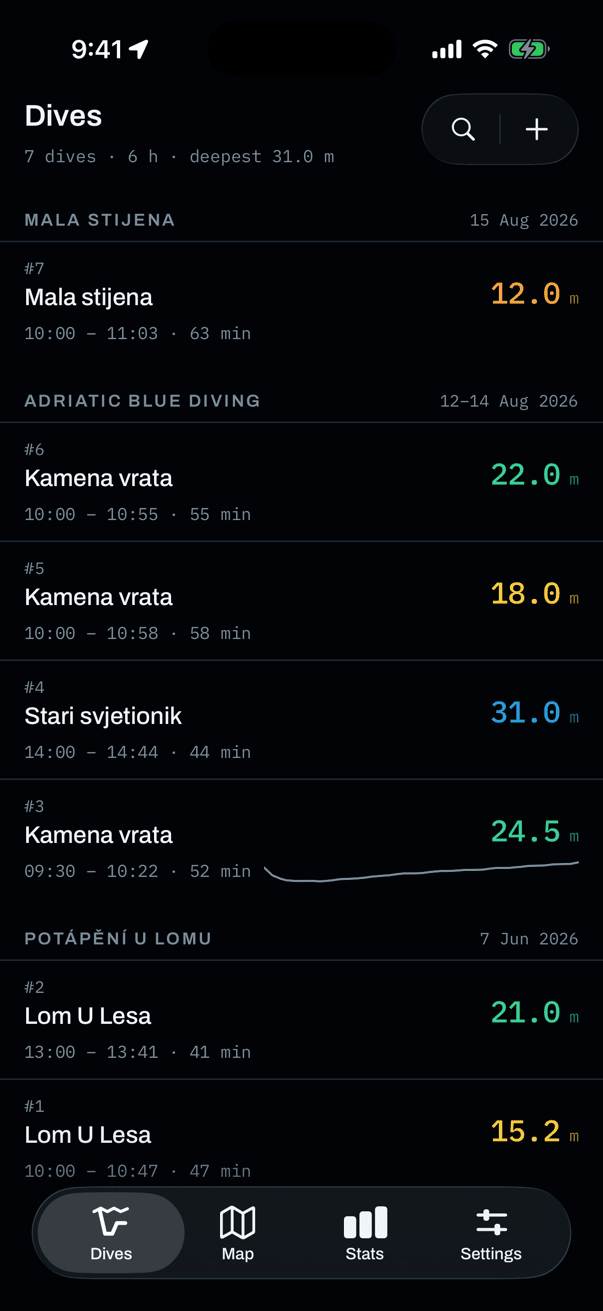 9:41
Dives
7 dives · 6 h · deepest 31.0 m
MALA STIJENA 15 Aug 2026
#7
Mala stijena
12.0 m
10:00 – 11:03 · 63 min
ADRIATIC BLUE DIVING 12–14 Aug 2026
#6
Kamena vrata
22.0 m
10:00 – 10:55 · 55 min
#5
Kamena vrata
18.0 m
10:00 – 10:58 · 58 min
#4
Stari svjetionik
31.0 m
14:00 – 14:44 · 44 min
#3
Kamena vrata
24.5 m
09:30 – 10:22 · 52 min
POTÁPĚNÍ U LOMU 7 Jun 2026
#2
Lom U Lesa
21.0 m
13:00 – 13:41 · 41 min
#1
Lom U Lesa
15.2 m
10:00 – 10:47 · 47 min
Dives Map Stats Settings